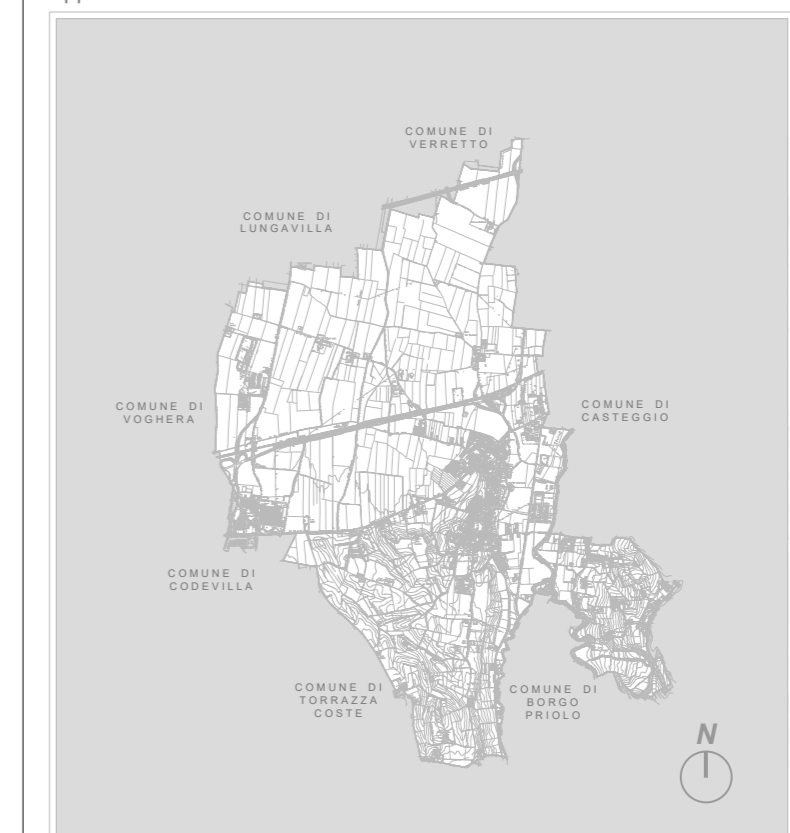 COMUNE DI
VERRETTO
COMUNE DI
LUNGAVILLA
COMUNE DI
VOGHERA
COMUNE DI
CASTEGGIO
COMUNE DI
CODEVILLA
COMUNE DI
TORRAZZA
COSTE
COMUNE DI
BORGO
PRIOLO
N